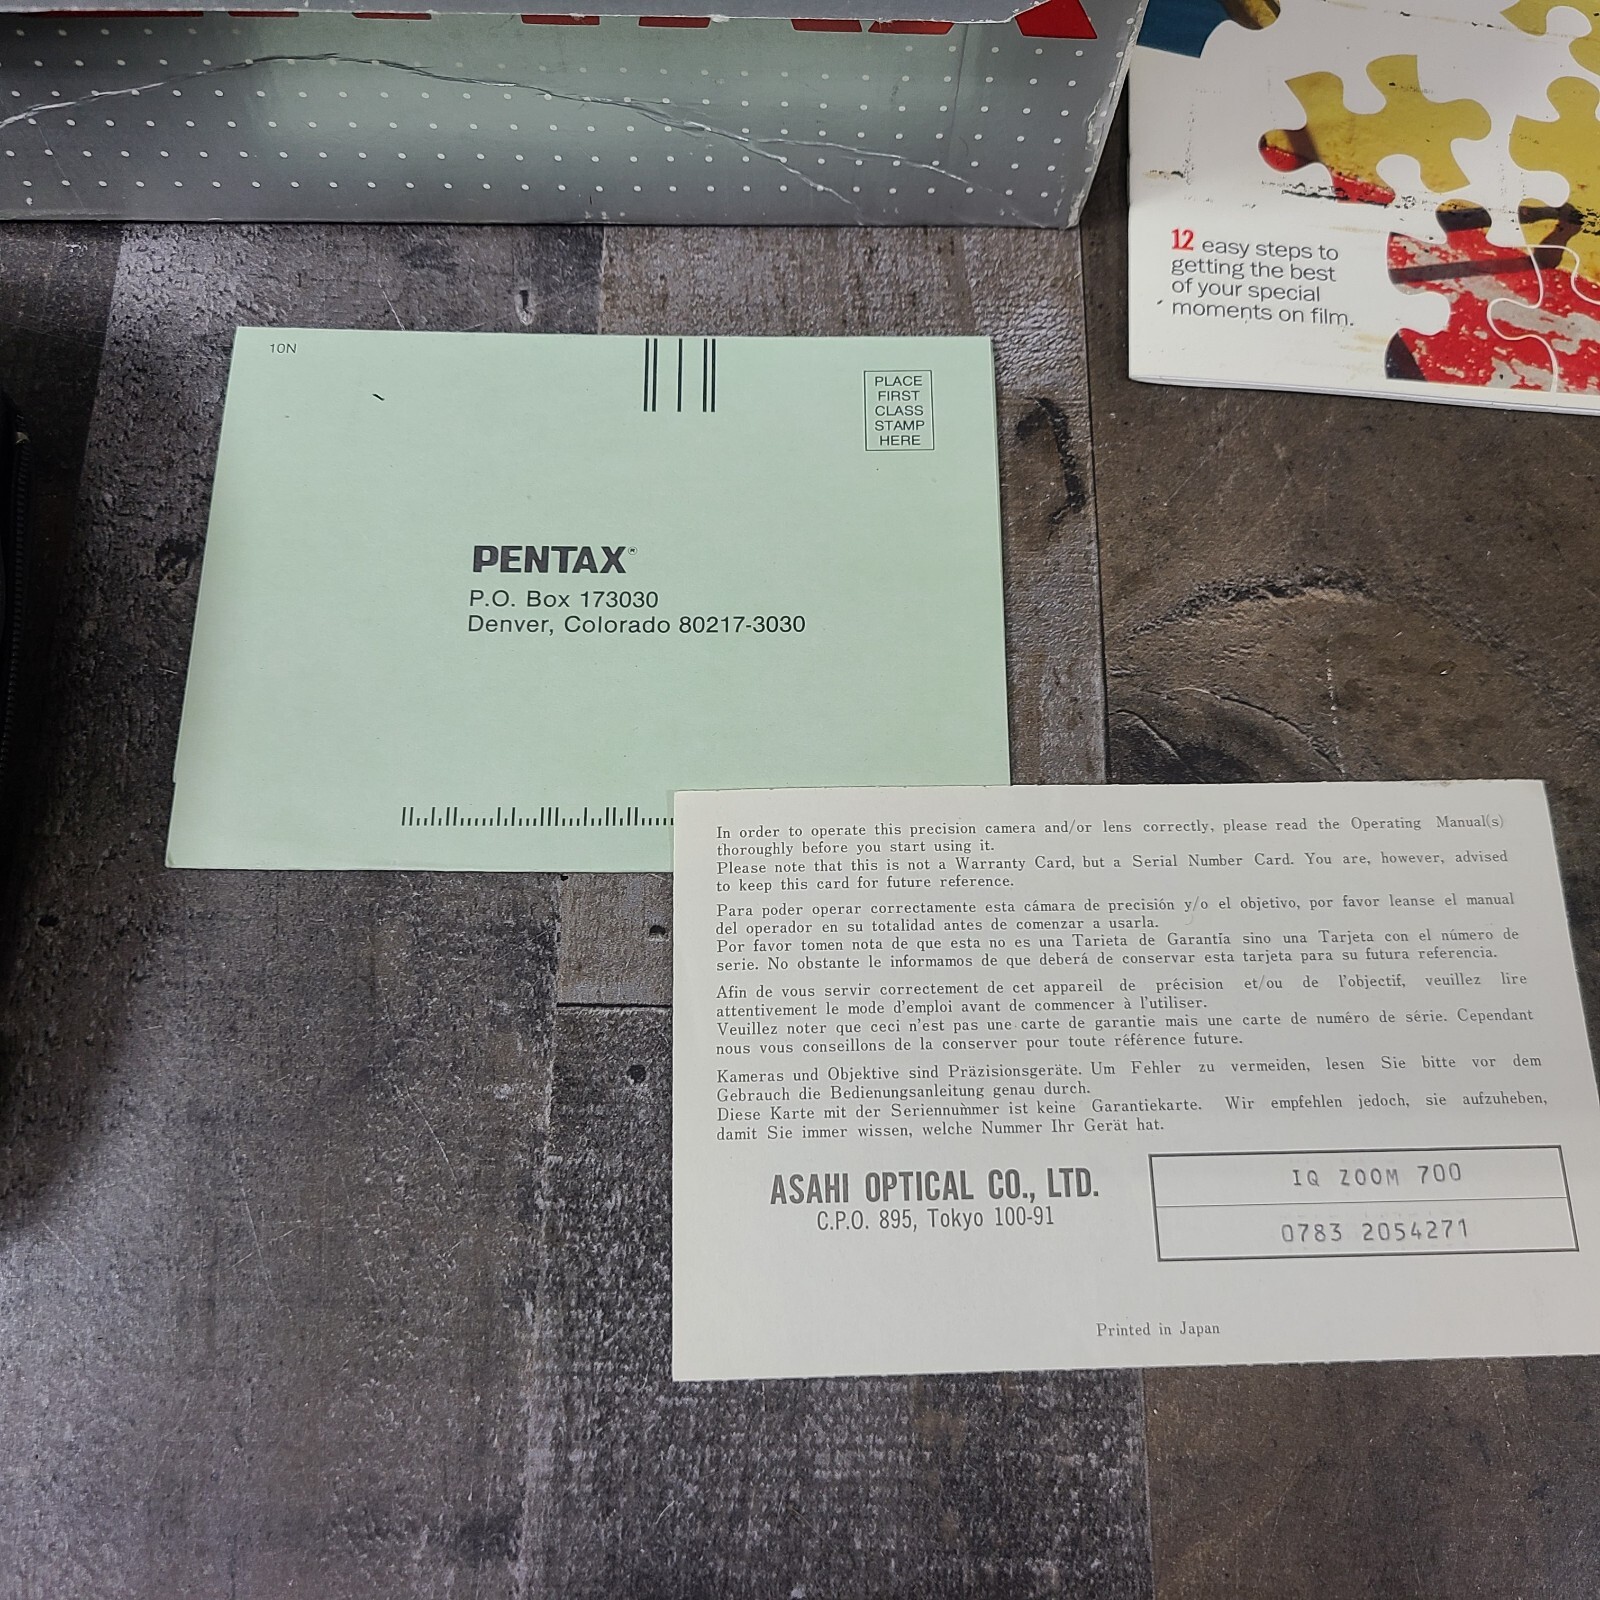 12 easy steps to
getting the best
of your special
moments on film.
10N
PLACE
FIRST
CLASS
STAMP
HERE
PENTAX®
P.O. Box 173030
Denver, Colorado 80217-3030
In order to operate this precision camera and/or lens correctly, please read the Operating Manual(s)
thoroughly before you start using it.
Please note that this is not a Warranty Card, but a Serial Number Card. You are, however, advised
to keep this card for future reference.
Para poder operar correctamente esta cámara de precisión y/o el objetivo, por favor leanse el manual
del operador en su totalidad antes de comenzar a usarla.
Por favor tomen nota de que esta no es una Tarieta de Garantía sino una Tarjeta con el número de
serie. No obstante le informamos de que deberá de conservar esta tarjeta para su futura referencia.
Afin de vous servir correctement de cet appareil de précision et/ou de l'objectif, veuillez lire
attentivement le mode d'emploi avant de commencer à l'utiliser.
Veuillez noter que ceci n'est pas une carte de garantie mais une carte de numéro de série. Cependant
nous vous conseillons de la conserver pour toute référence future.
Kameras und Objektive sind Präzisionsgeräte. Um Fehler zu vermeiden, lesen Sie bitte vor dem
Gebrauch die Bedienungsanleitung genau durch.
Diese Karte mit der Seriennummer ist keine Garantiekarte. Wir empfehlen jedoch, sie aufzuheben,
damit Sie immer wissen, welche Nummer Ihr Gerät hat.
ASAHI OPTICAL CO., LTD.
C.P.O. 895, Tokyo 100-91
IQ ZOOM 700
0783 2054271
Printed in Japan